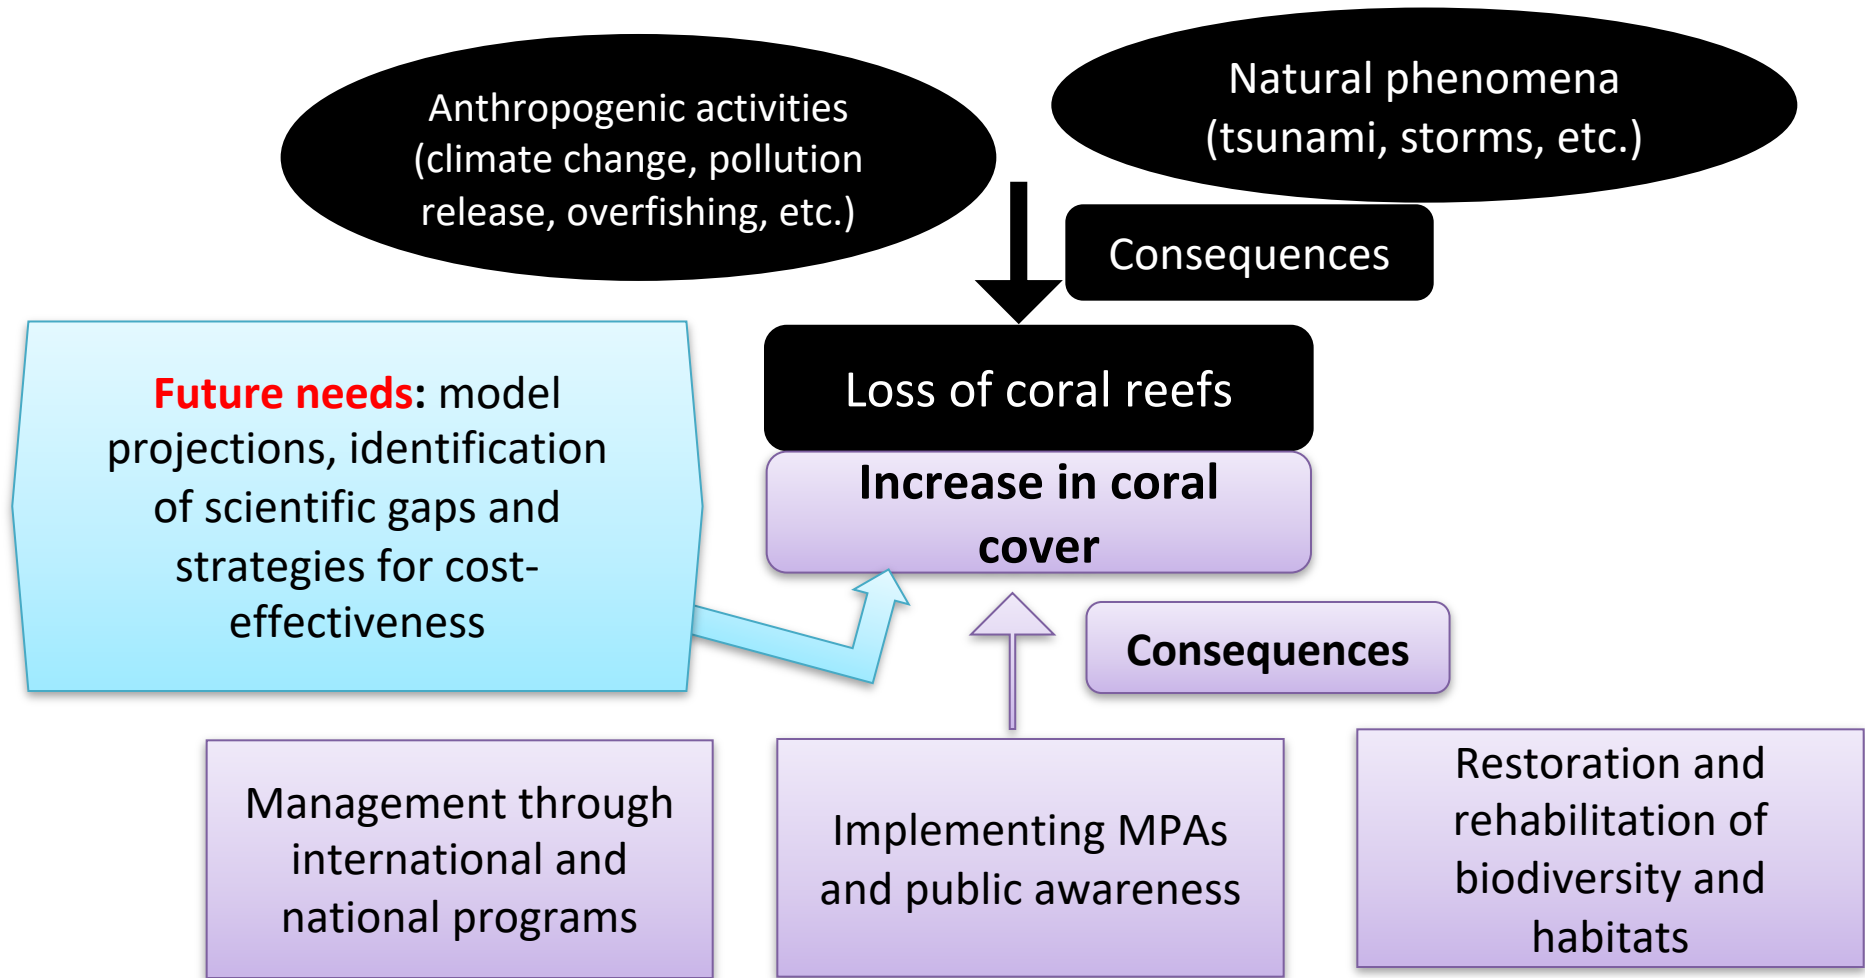 Anthropogenic activities
(climate change, pollution
release, overfishing, etc.)
Natural phenomena
(tsunami, storms, etc.)
Consequences
Loss of coral reefs
Increase in coral
cover
Future needs: model
projections, identification
of scientific gaps and
strategies for cost-
effectiveness
Consequences
Management through
international and
national programs
Implementing MPAs
and public awareness
Restoration and
rehabilitation of
biodiversity and
habitats